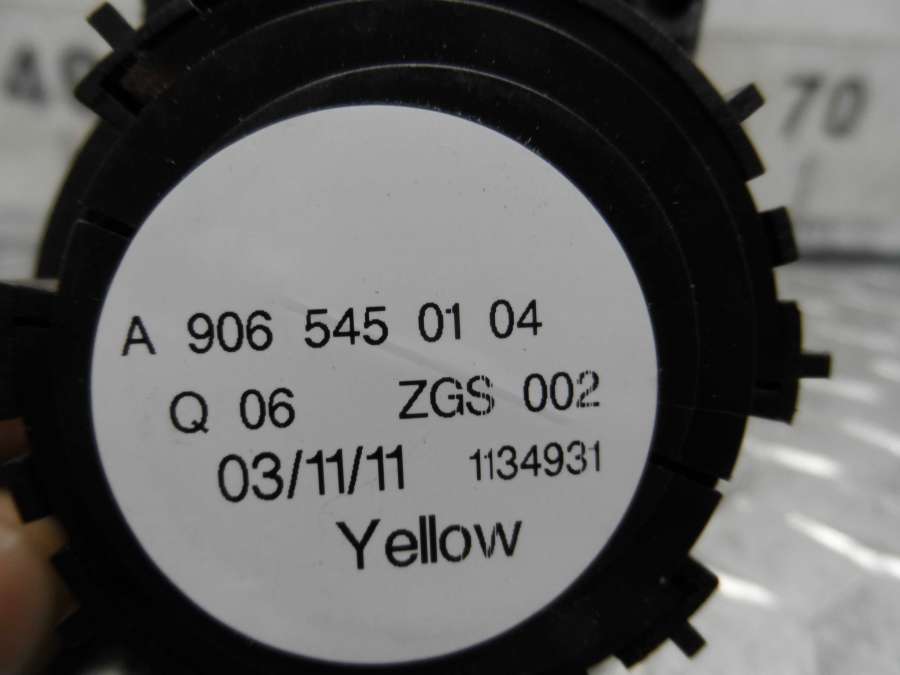 70
A 906 545 01 04
Q 06 ZGS 002
03/11/11 1134931
Yellow